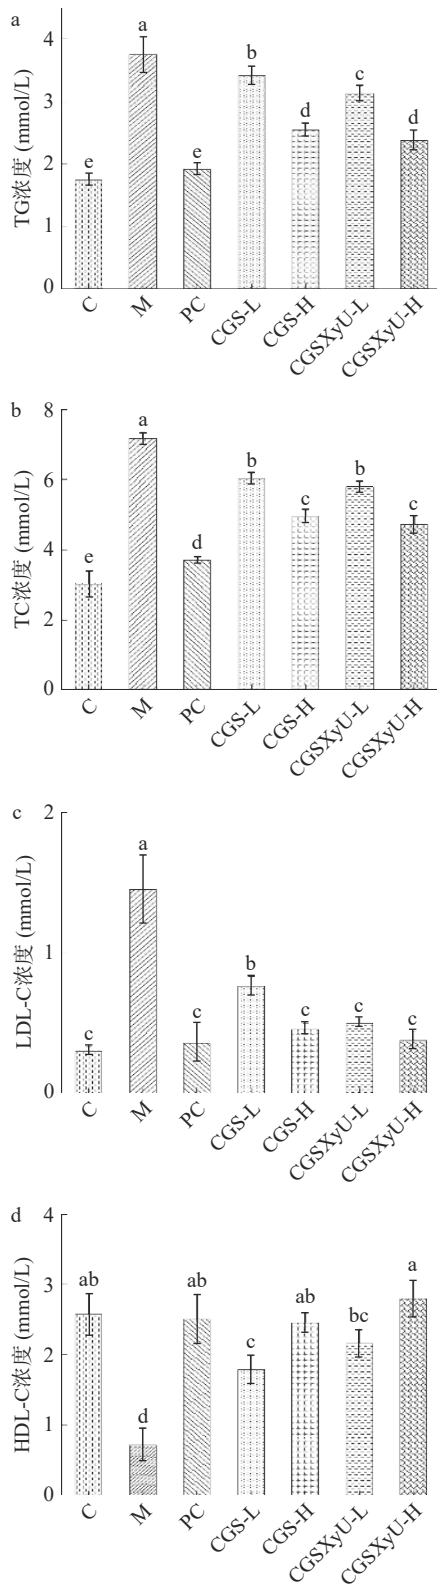 a
TG浓度 (mmol/L)
4
3
2
1
0
e
a
e
b
d
c
d
C
M
PC
CGS-L
CGS-H
CGSXyU-L
CGSXyU-H
b
TC浓度 (mmol/L)
8
6
4
2
0
e
a
d
b
c
b
c
C
M
PC
CGS-L
CGS-H
CGSXyU-L
CGSXyU-H
c
LDL-C浓度 (mmol/L)
2
1
0
c
a
c
b
c
c
c
C
M
PC
CGS-L
CGS-H
CGSXyU-L
CGSXyU-H
d
HDL-C浓度 (mmol/L)
4
3
2
1
0
ab
d
ab
c
ab
bc
a
C
M
PC
CGS-L
CGS-H
CGSXyU-L
CGSXyU-H